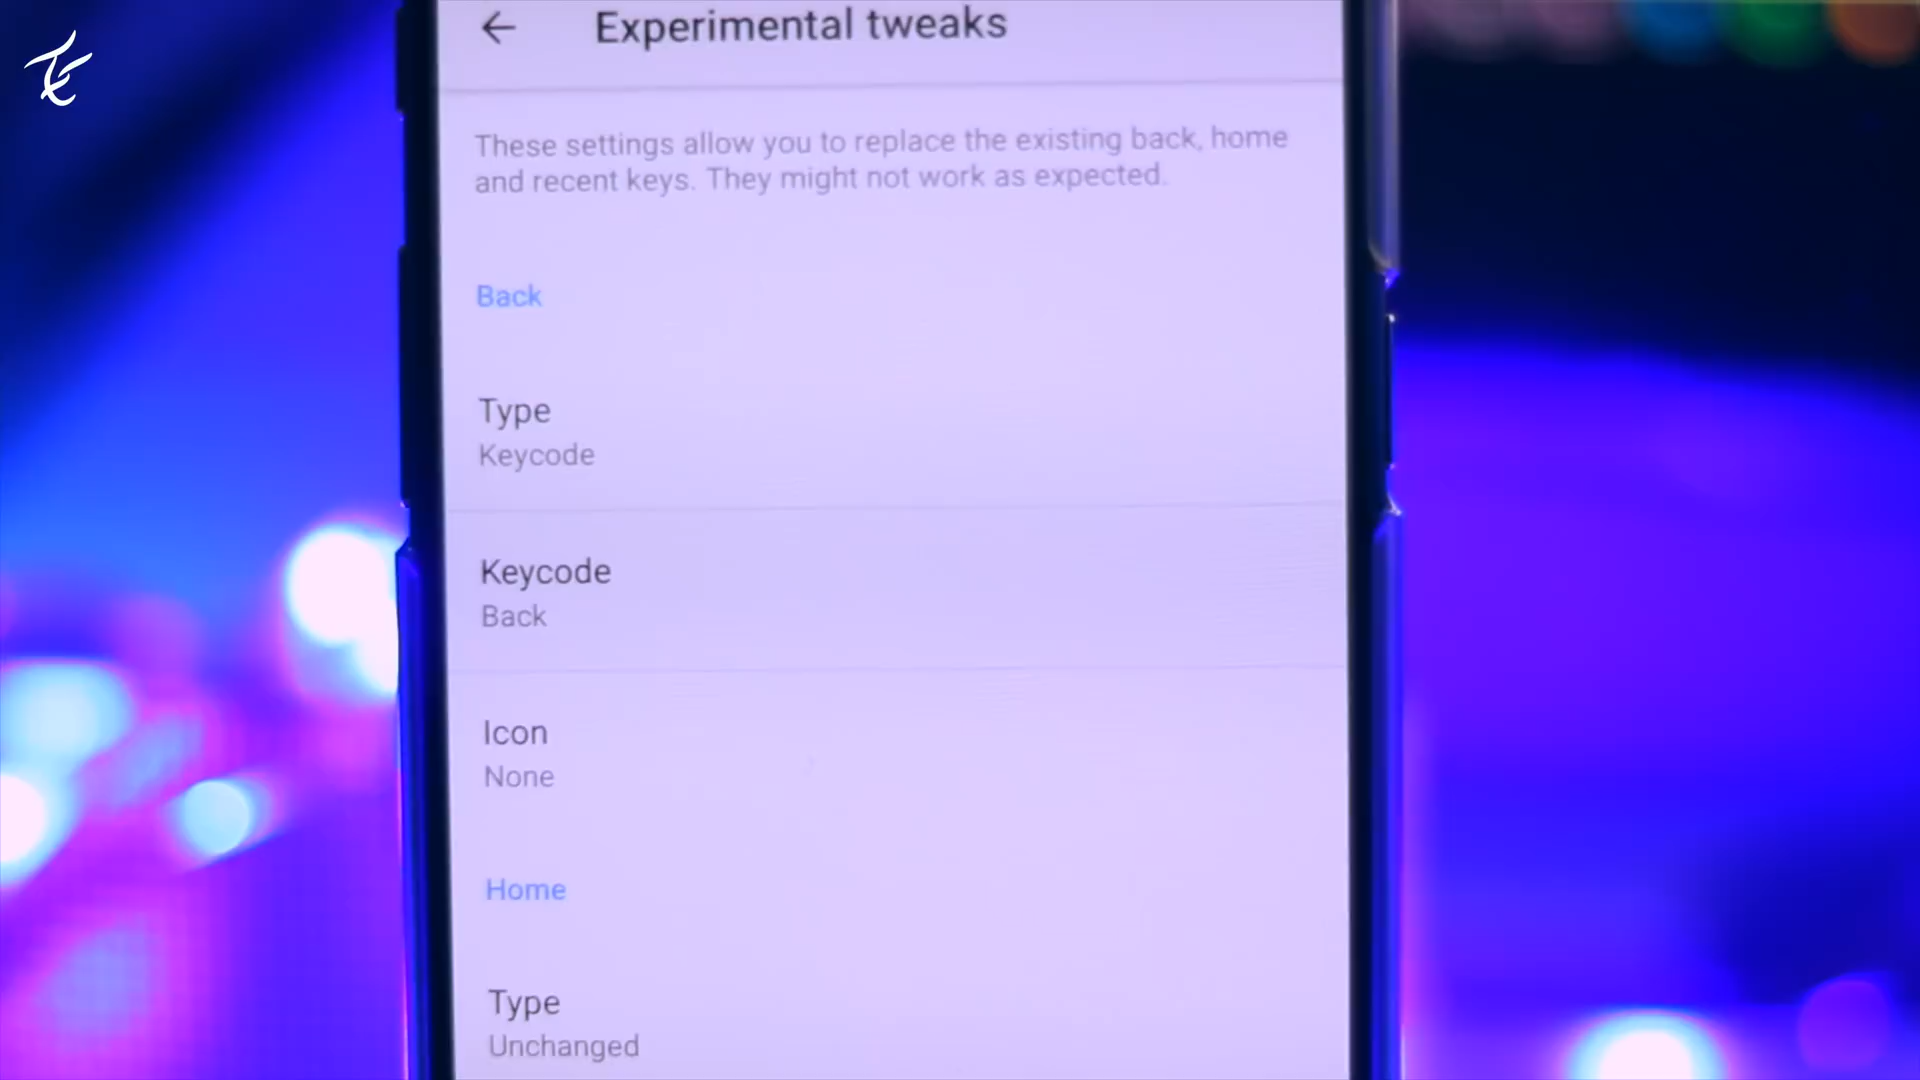 Experimental tweaks
These settings allow you to replace the existing back, home
and recent keys. They might not work as expected.
Back
Type
Keycode
Keycode
Back
Icon
None
Home
Type
Unchanged